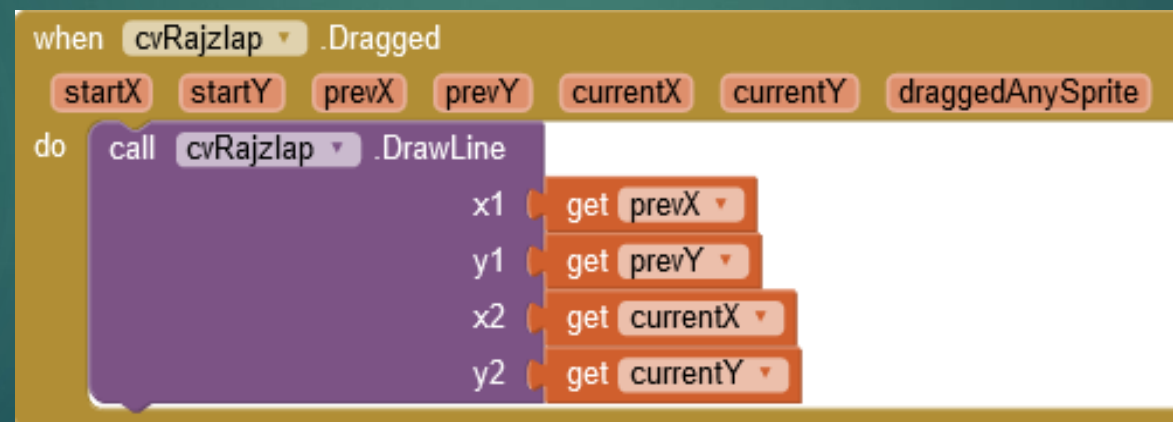 when cvRajzlap .Dragged
startX startY prevX prevY currentX currentY draggedAnySprite
do call cvRajzlap .DrawLine
x1 get prevX
y1 get prevY
x2 get currentX
y2 get currentY